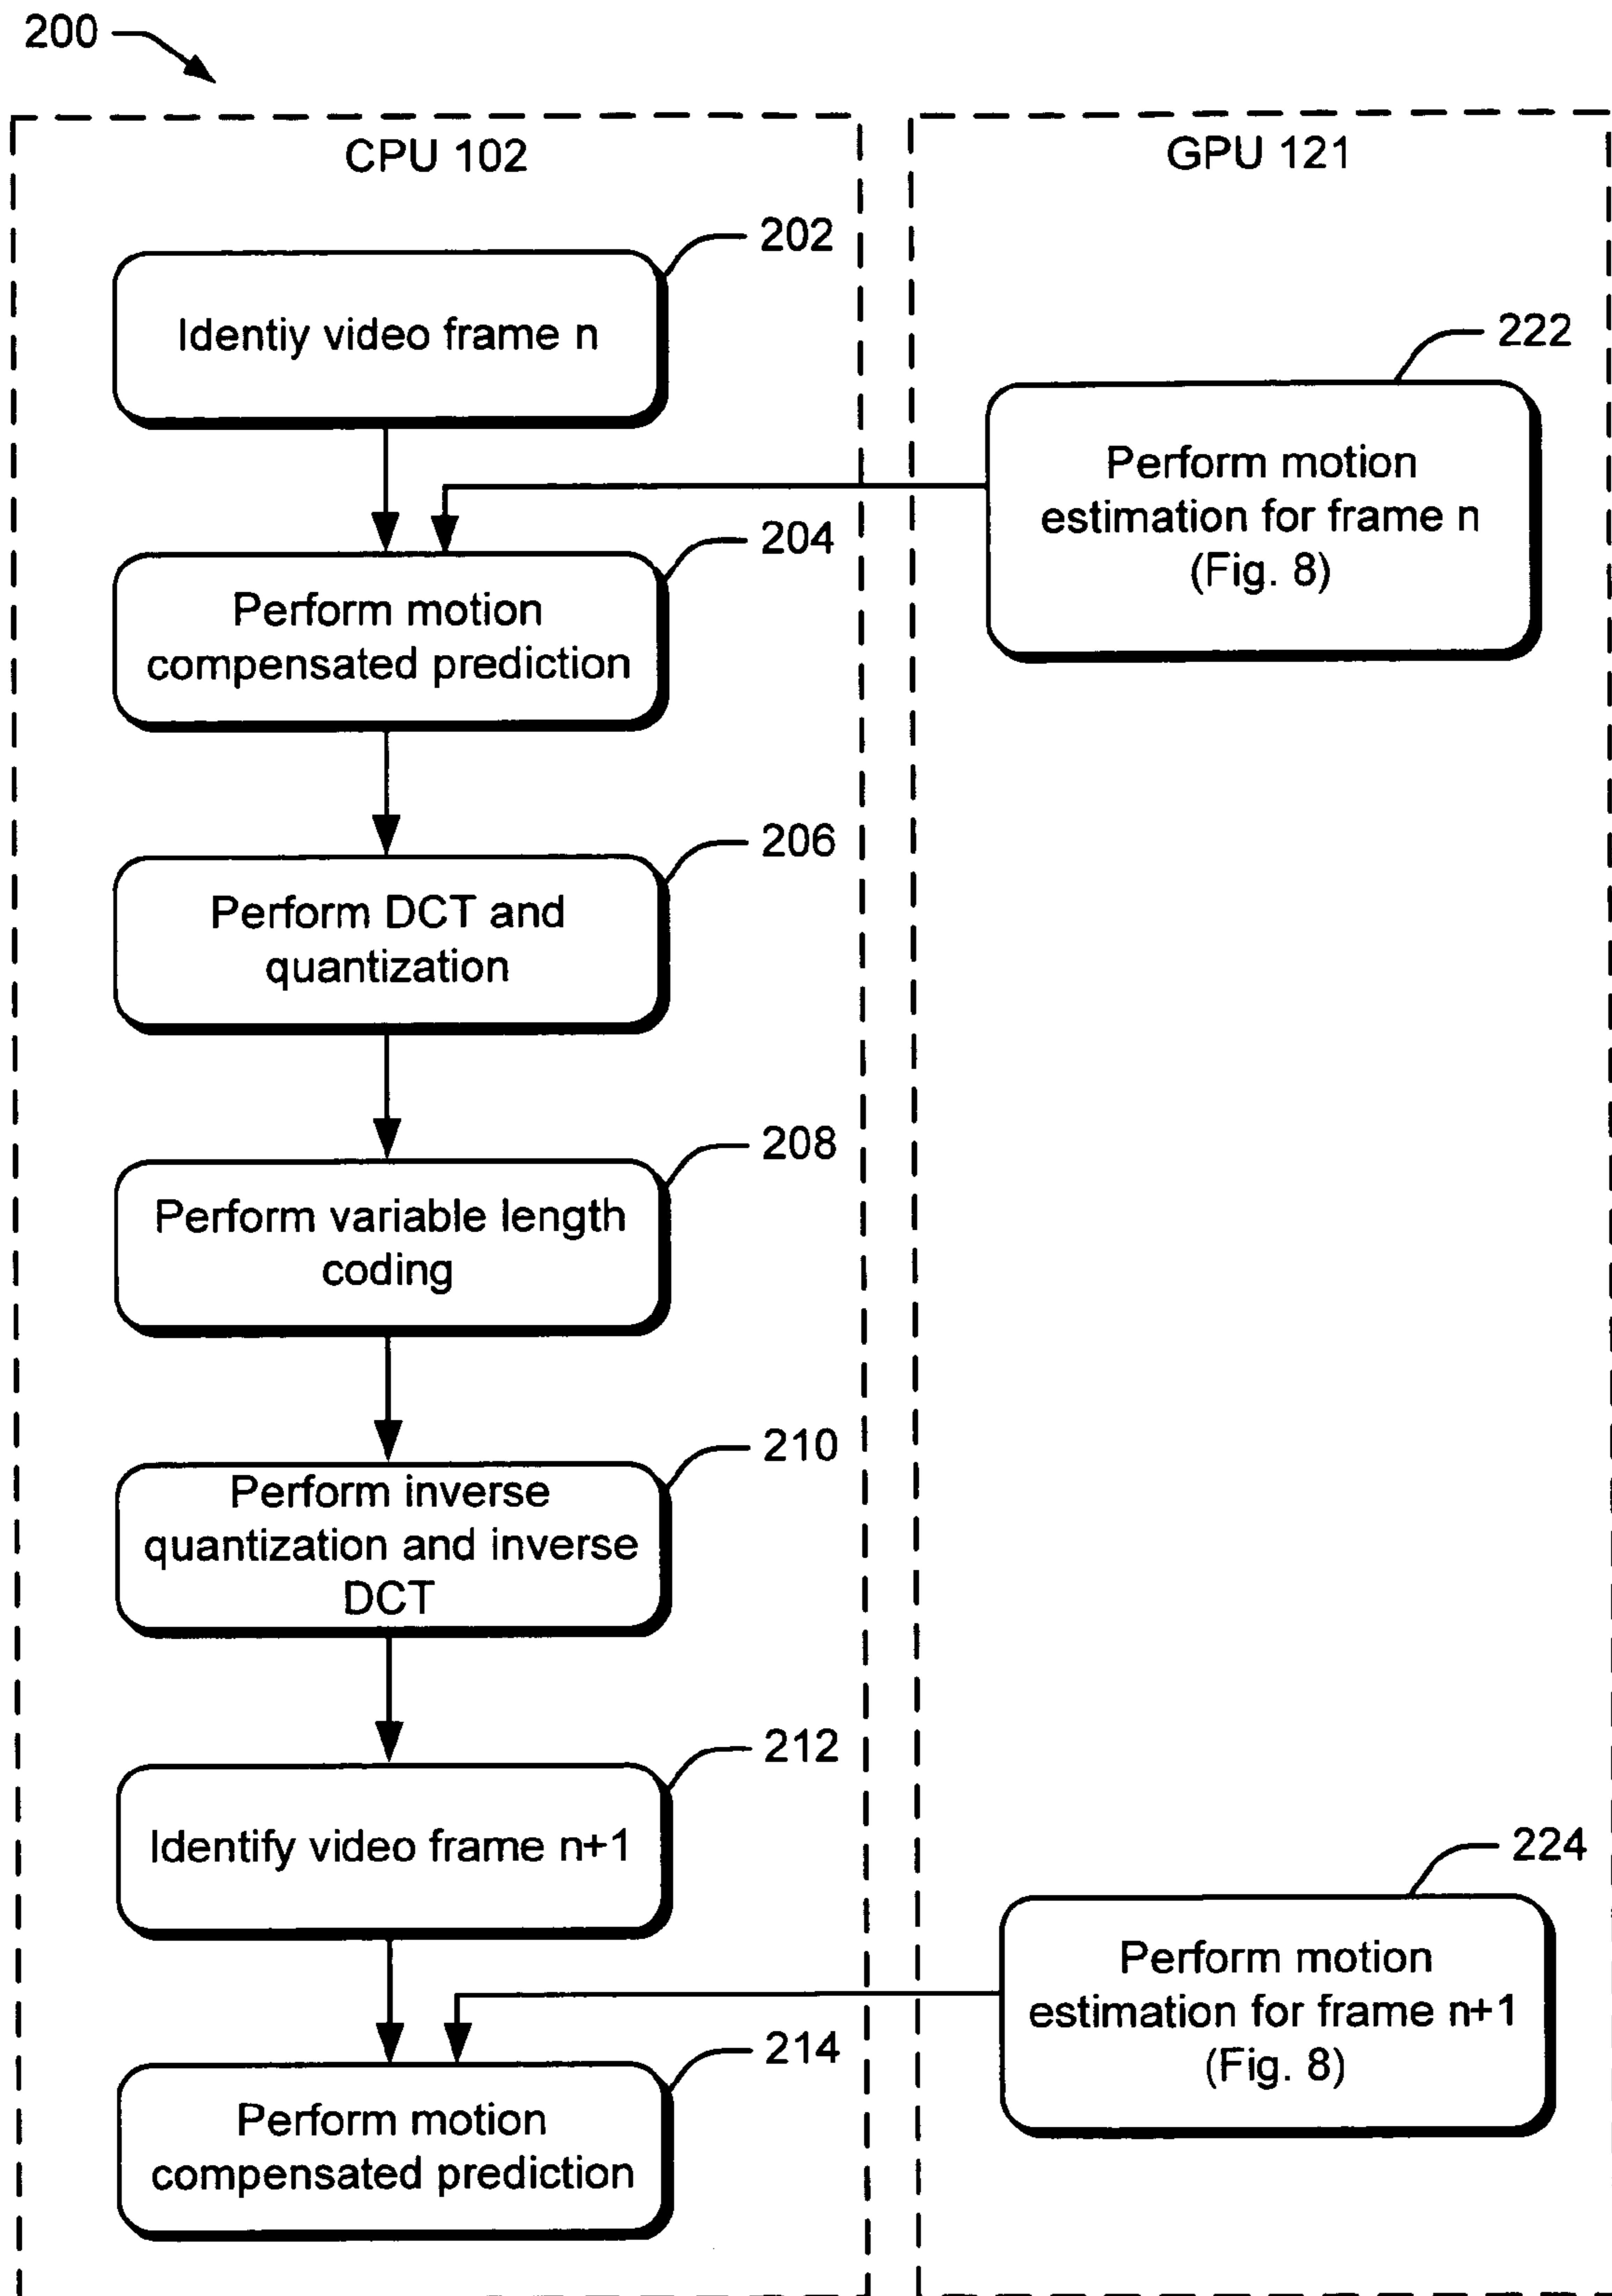 200
CPU 102
GPU 121
202
Identiy video frame n
222
Perform motion
estimation for frame n
(Fig. 8)
204
Perform motion
compensated prediction
206
Perform DCT and
quantization
208
Perform variable length
coding
210
Perform inverse
quantization and inverse
DCT
212
Identify video frame n+1
224
Perform motion
estimation for frame n+1
(Fig. 8)
214
Perform motion
compensated prediction